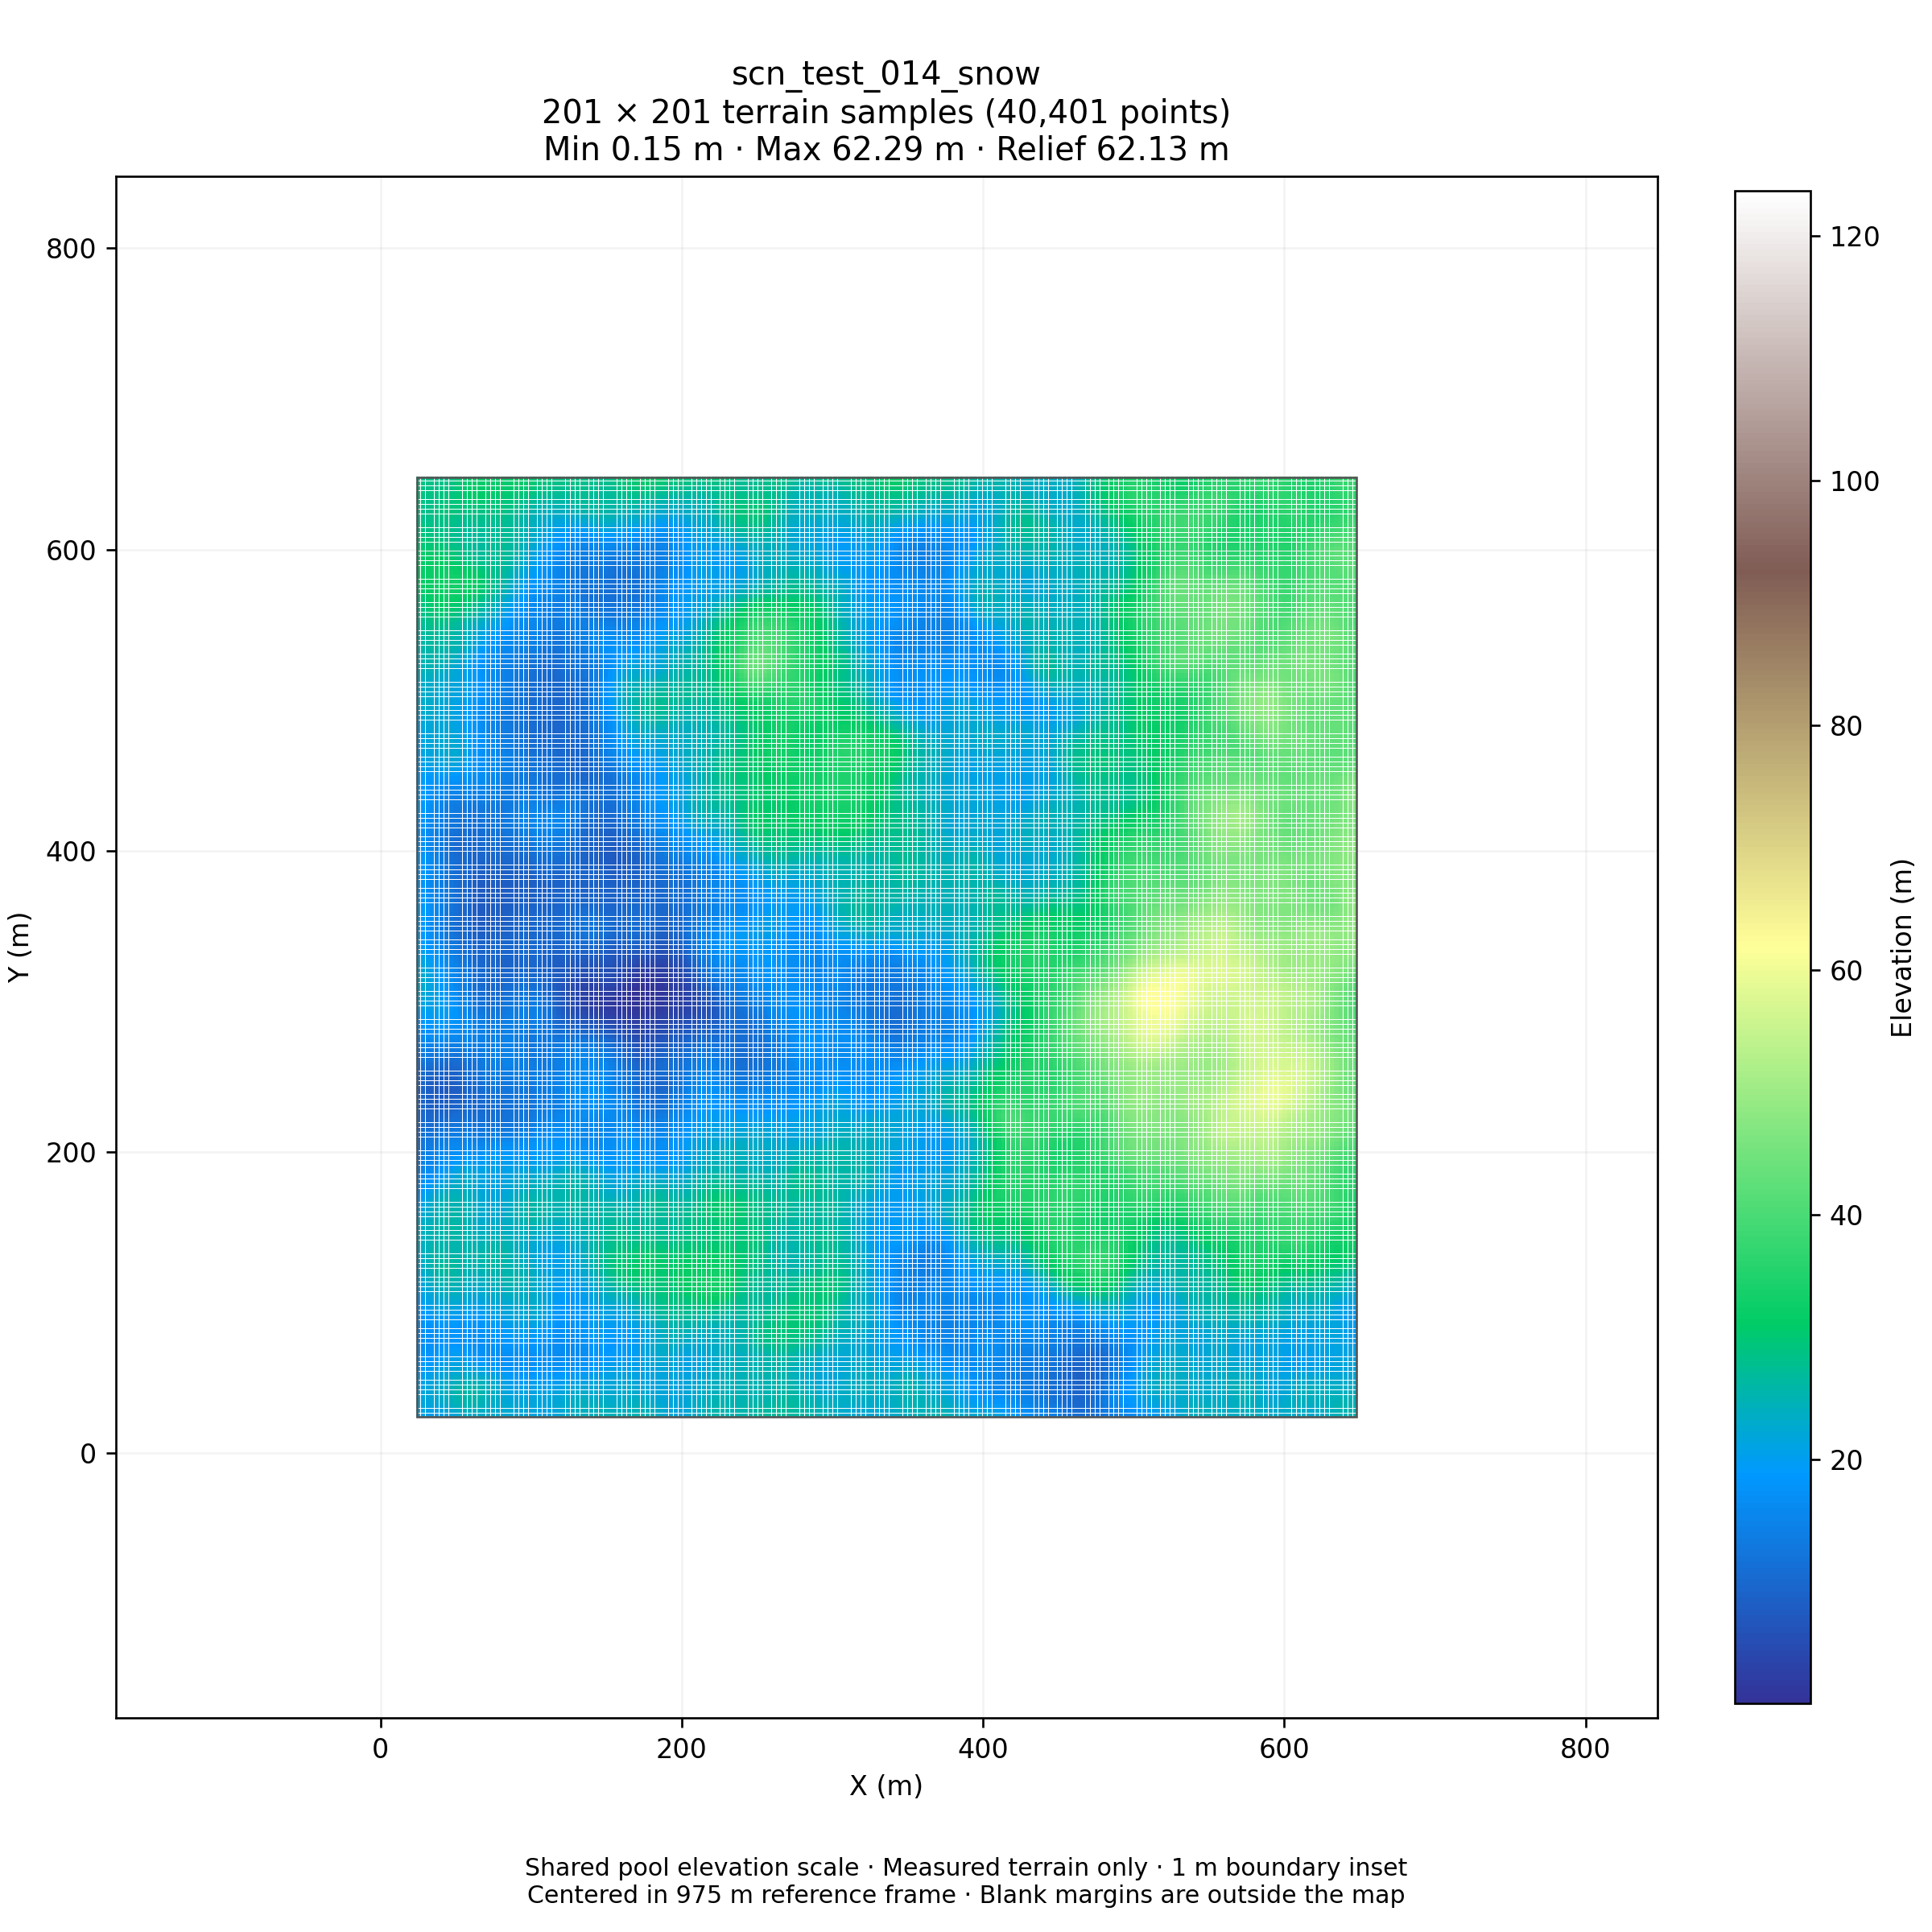 scn_test_014_snow
201 × 201 terrain samples (40,401 points)
Min 0.15 m · Max 62.29 m · Relief 62.13 m
800
600
400
200
0
Y (m)
0
200
400
600
800
X (m)
120
100
80
60
40
20
Elevation (m)
Shared pool elevation scale · Measured terrain only · 1 m boundary inset
Centered in 975 m reference frame · Blank margins are outside the map